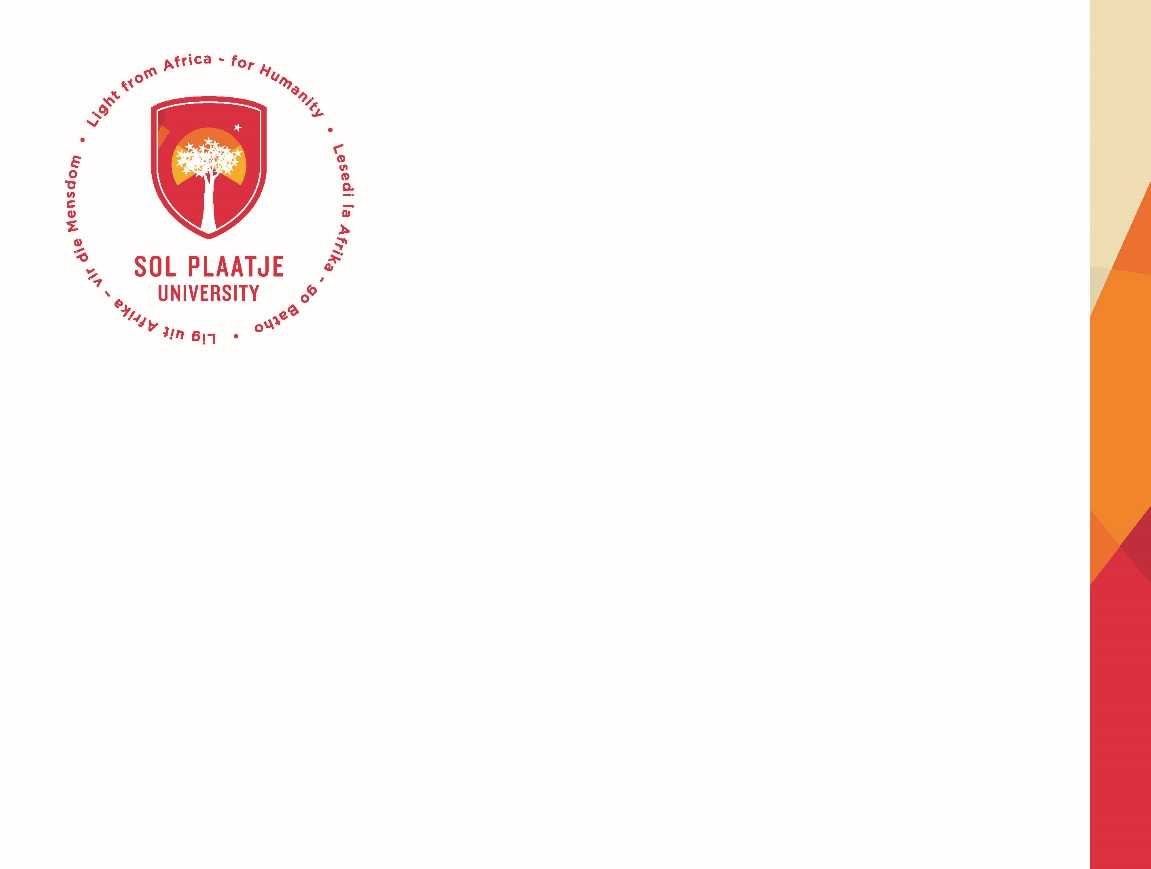 Light from Africa - for Humanity • Lesedi la Afrika - go Batho • Lig uit Afrika - vir die Mensdom •
SOL PLAATJE
UNIVERSITY